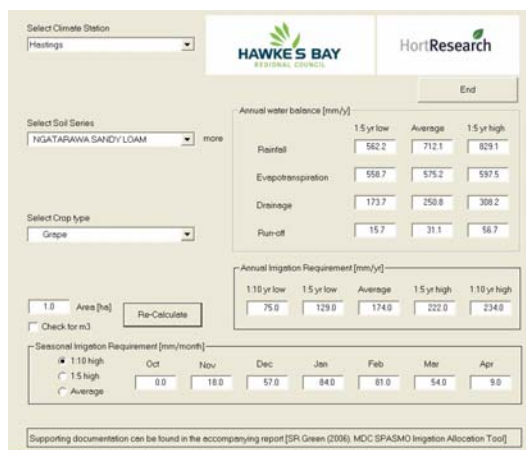 Select Climate Station
Hastings
HAWKE'S BAY
REGIONAL COUNCIL
HortResearch
End
Select Soil Series
NGATARAWA SANDY LOAM
more
Annual water balance [mm/y]
1:5 yr low Average 1:5 yr high
Rainfall 562.2 712.1 829.1
Evapotranspiration 558.7 575.2 597.5
Drainage 173.7 250.8 308.2
Run-off 15.7 31.1 56.7
Select Crop type
Grape
Annual Irrigation Requirement [mm/yr]
1:10 yr low 1:5 yr low Average 1:5 yr high 1:10 yr high
75.0 129.0 174.0 222.0 234.0
1.0 Area [ha]
Re-Calculate
Check for m3
Seasonal Irrigation Requirement [mm/month]
1:10 high
1:5 high
Average
Oct Nov Dec Jan Feb Mar Apr
0.0 18.0 57.0 84.0 81.0 54.0 9.0
Supporting documentation can be found in the accompanying report [SR Green (2006). MDC SPASMO Irrigation Allocation Tool]